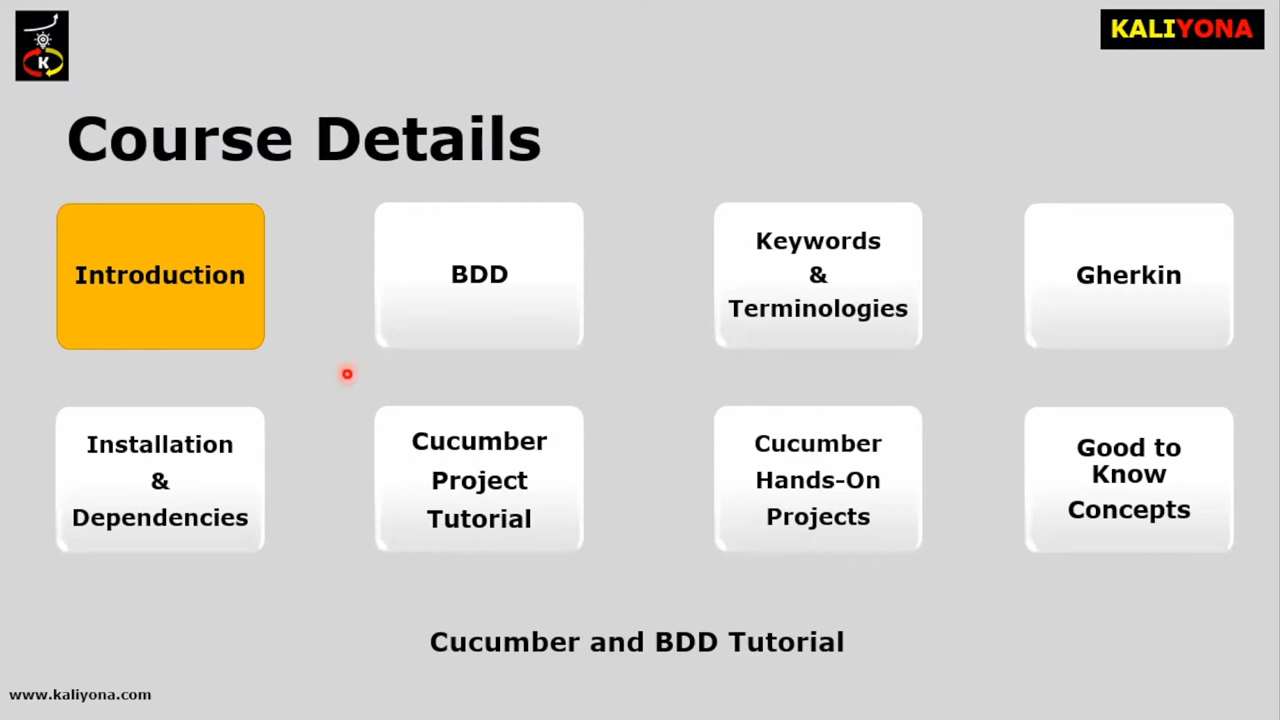 K
KALIYONA
Course Details
Introduction
BDD
Keywords
&
Terminologies
Gherkin
Installation
&
Dependencies
Cucumber
Project
Tutorial
Cucumber
Hands-On
Projects
Good to
Know
Concepts
Cucumber and BDD Tutorial
www.kaliyona.com